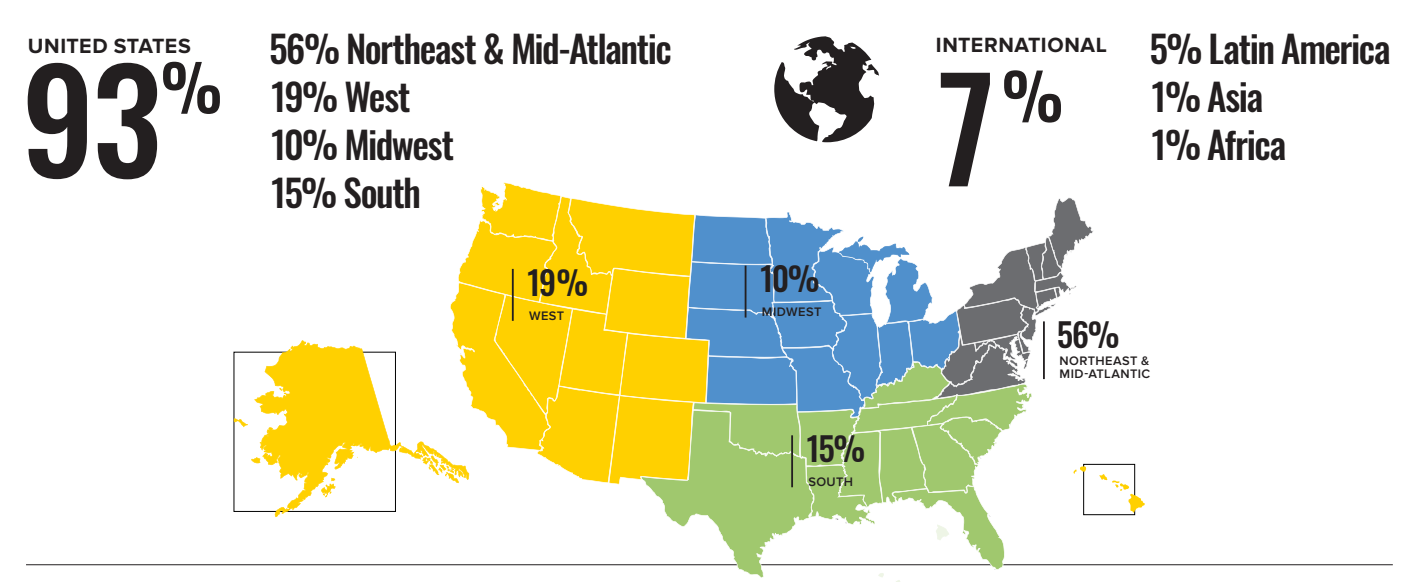 UNITED STATES
93%
56% Northeast & Mid-Atlantic
19% West
10% Midwest
15% South
INTERNATIONAL
7%
5% Latin America
1% Asia
1% Africa
19%
WEST
10%
MIDWEST
56%
NORTHEAST &
MID-ATLANTIC
15%
SOUTH